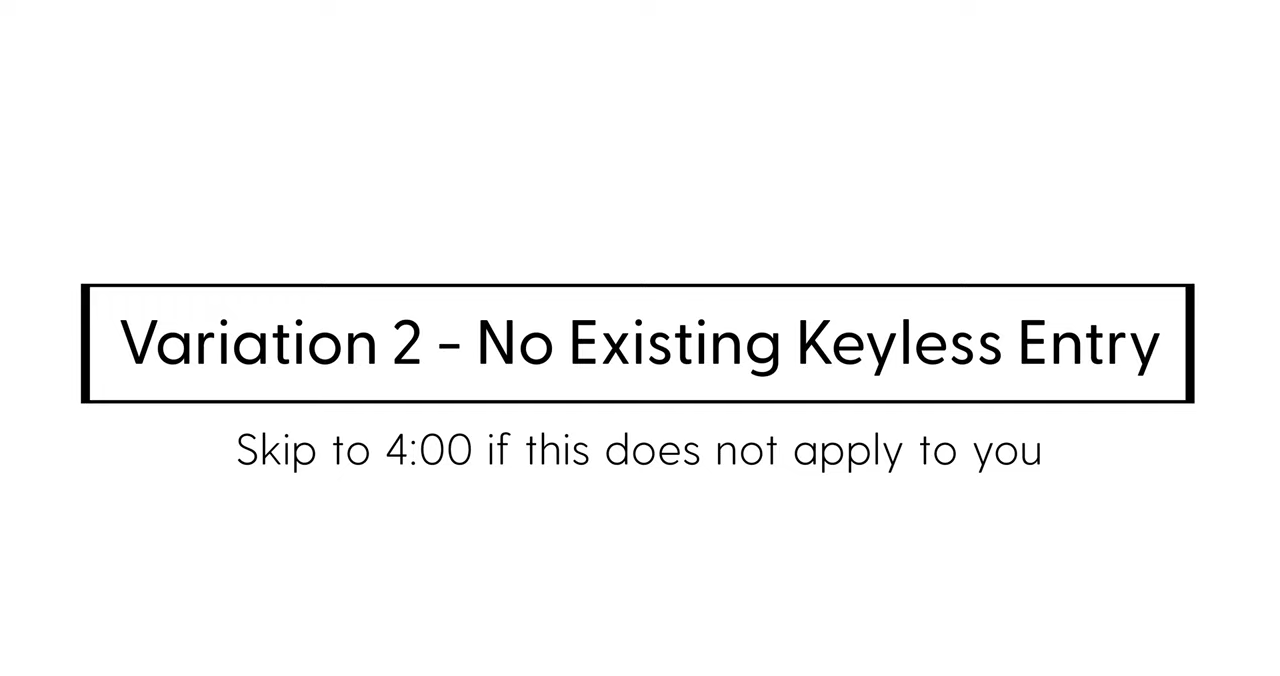 Variation 2 - No Existing Keyless Entry
Skip to 4:00 if this does not apply to you